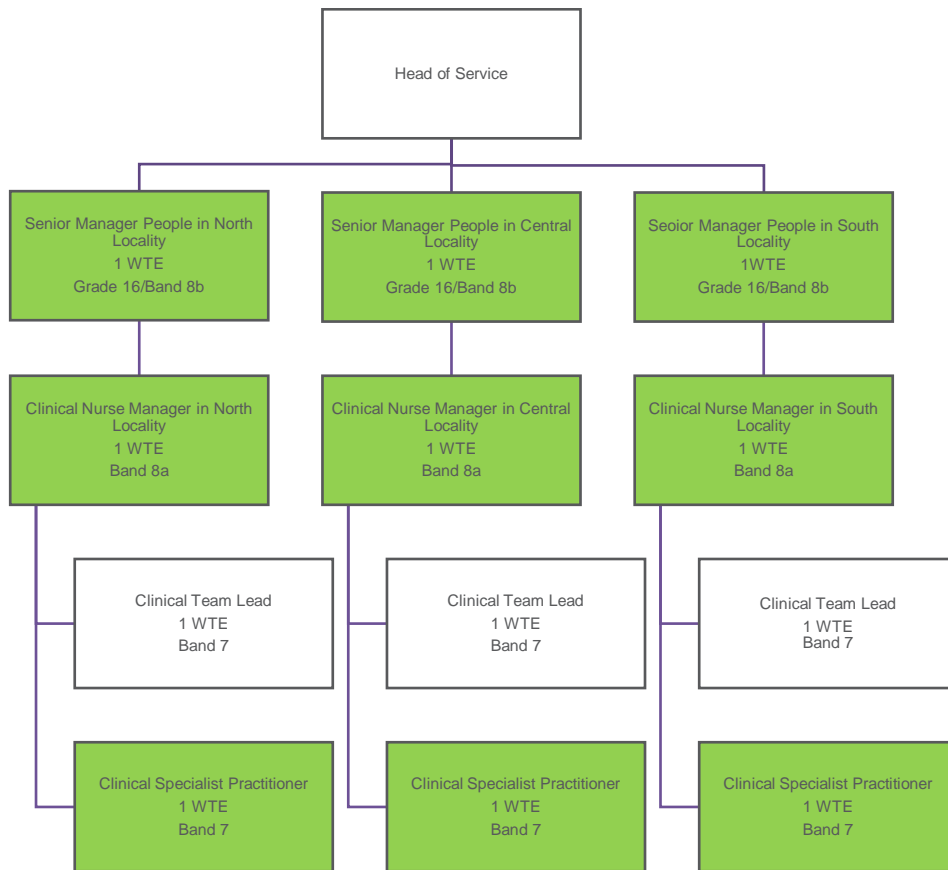 Head of Service
Senior Manager People in North
Locality
1 WTE
Grade 16/Band 8b
Senior Manager People in Central
Locality
1 WTE
Grade 16/Band 8b
Seoior Manager People in South
Locality
1WTE
Grade 16/Band 8b
Clinical Nurse Manager in North
Locality
1 WTE
Band 8a
Clinical Nurse Manager in Central
Locality
1 WTE
Band 8a
Clinical Nurse Manager in South
Locality
1 WTE
Band 8a
Clinical Team Lead
1 WTE
Band 7
Clinical Team Lead
1 WTE
Band 7
Clinical Team Lead
1 WTE
Band 7
Clinical Specialist Practitioner
1 WTE
Band 7
Clinical Specialist Practitioner
1 WTE
Band 7
Clinical Specialist Practitioner
1 WTE
Band 7